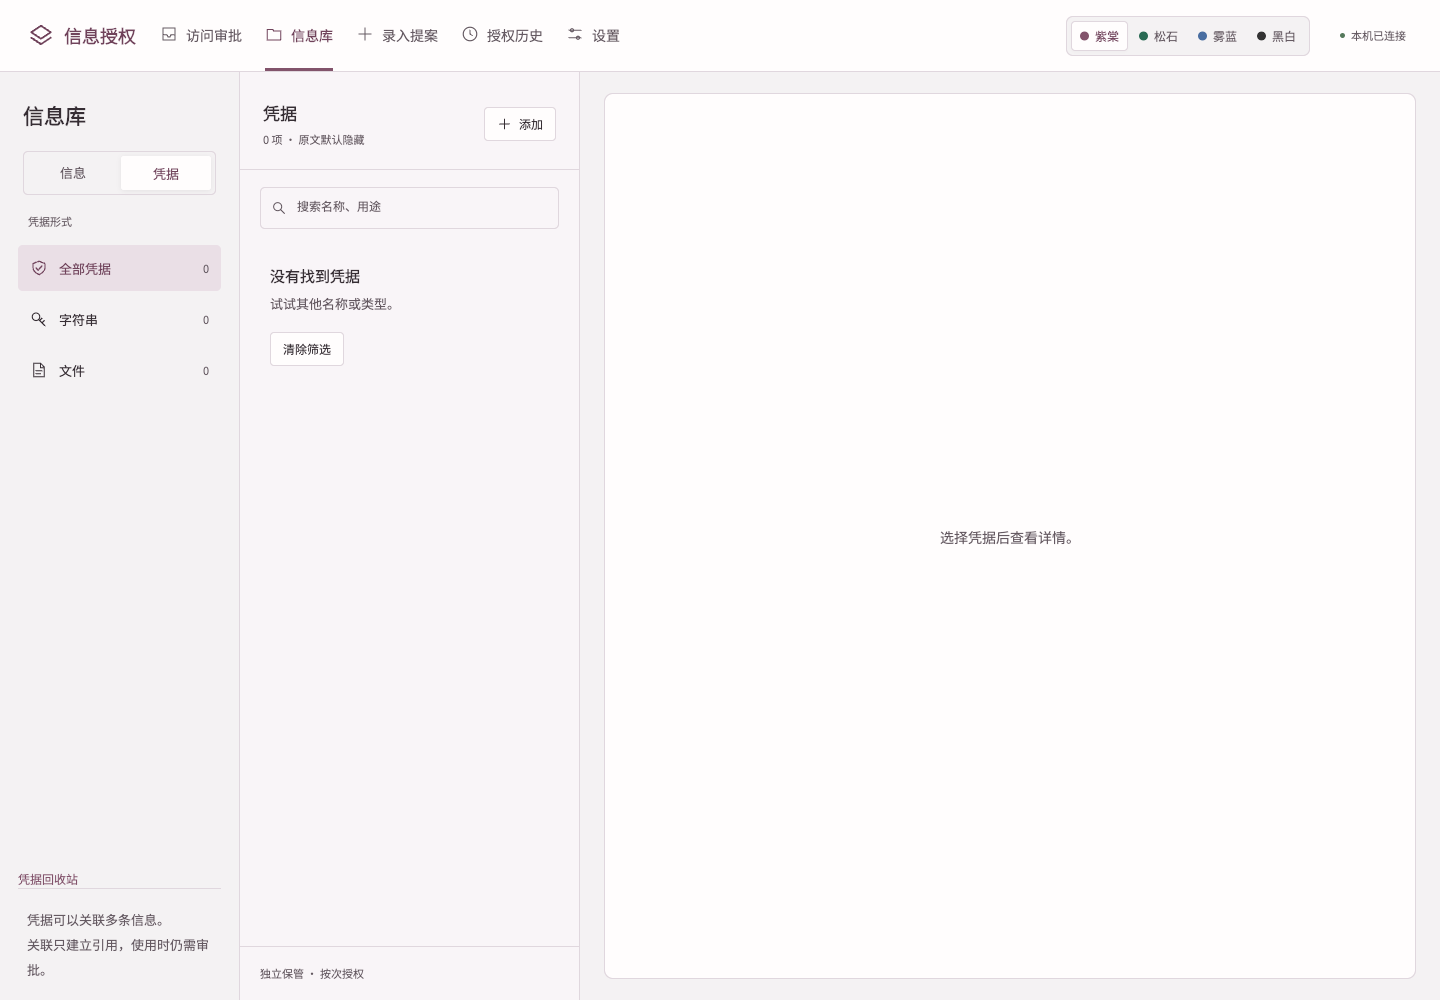 信息授权
访问审批
信息库
录入提案
授权历史
设置
紫棠
松石
雾蓝
黑白
本机已连接
信息库
信息
凭据
凭据形式
全部凭据 0
字符串 0
文件 0
凭据回收站
凭据可以关联多条信息。
关联只建立引用，使用时仍需审
批。
凭据
0 项 · 原文默认隐藏
添加
搜索名称、用途
没有找到凭据
试试其他名称或类型。
清除筛选
独立保管 · 按次授权
选择凭据后查看详情。